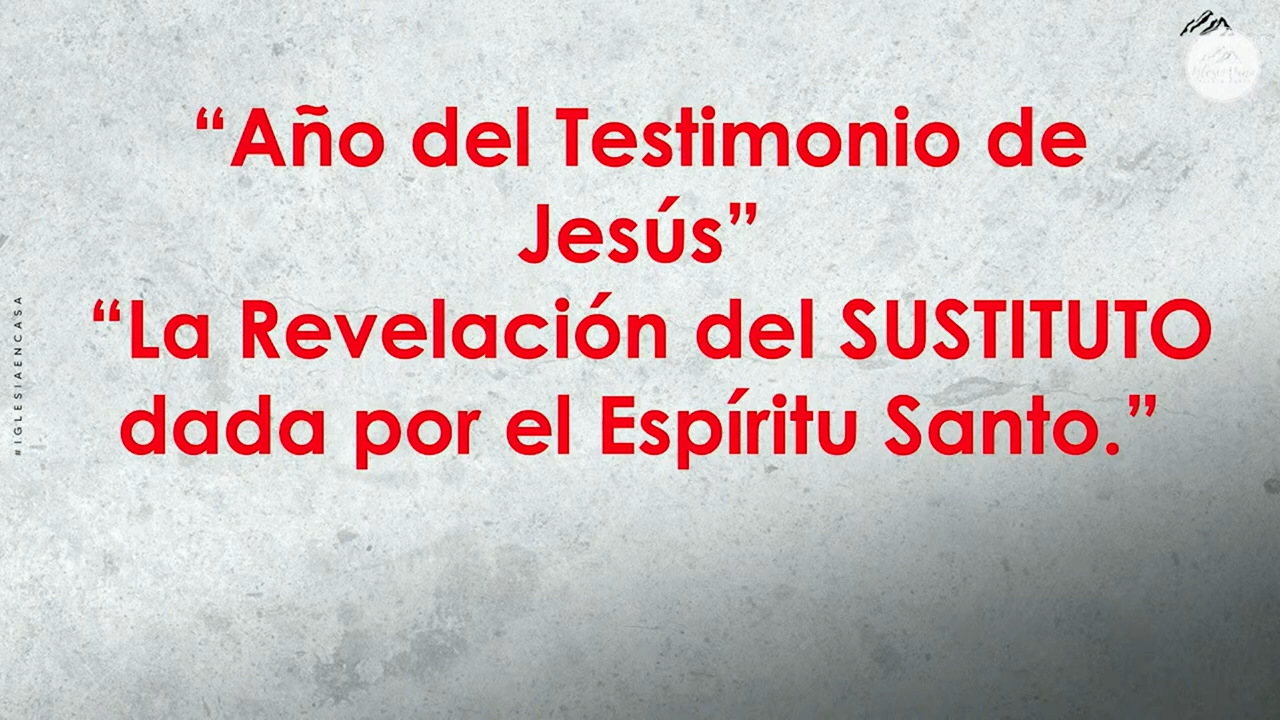 “Año del Testimonio de
Jesús”
“La Revelación del SUSTITUTO
dada por el Espíritu Santo.”
#IGLESIAENCASA